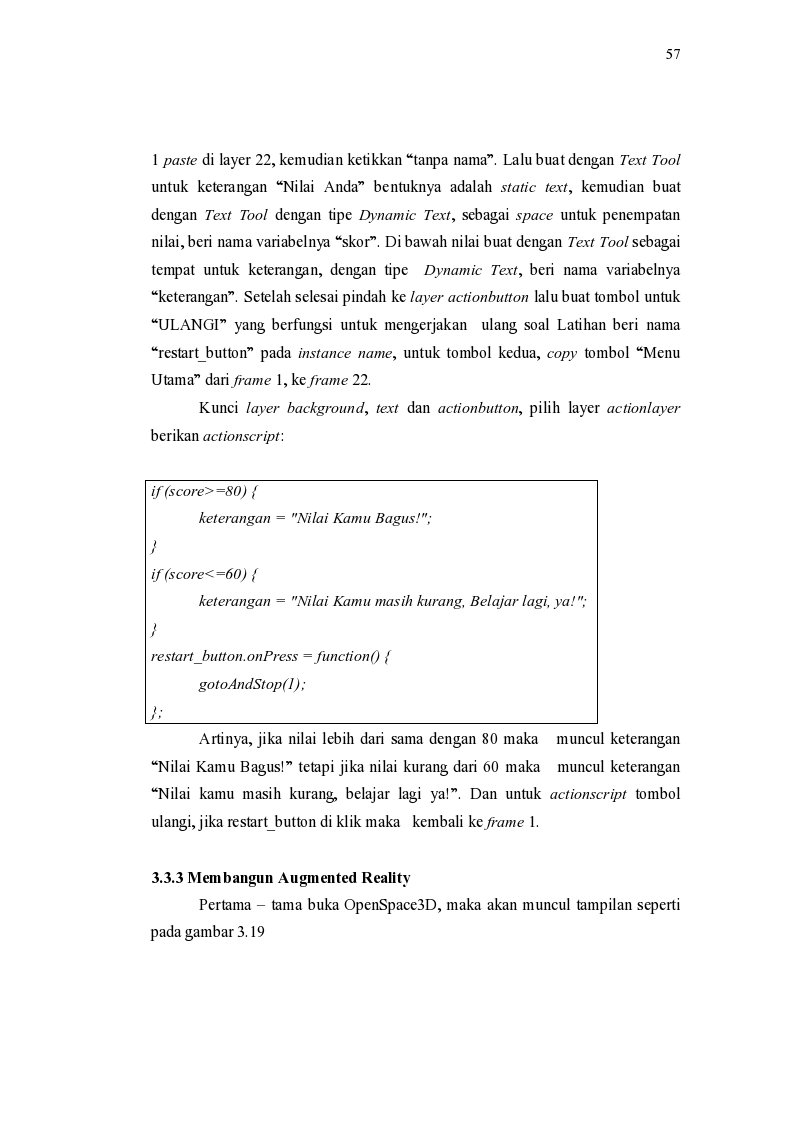 57
1 paste di layer 22, kemudian ketikkan “tanpa nama”. Lalu buat dengan Text Tool
untuk keterangan “Nilai Anda” bentuknya adalah static text, kemudian buat
dengan Text Tool dengan tipe Dynamic Text, sebagai space untuk penempatan
nilai, beri nama variabelnya “skor”. Di bawah nilai buat dengan Text Tool sebagai
tempat untuk keterangan, dengan tipe Dynamic Text, beri nama variabelnya
“keterangan”. Setelah selesai pindah ke layer actionbutton lalu buat tombol untuk
“ULANGI” yang berfungsi untuk mengerjakan ulang soal Latihan beri nama
“restart_button” pada instance name, untuk tombol kedua, copy tombol “Menu
Utama” dari frame 1, ke frame 22.
Kunci layer background, text dan actionbutton, pilih layer actionlayer
berikan actionscript:
if (score>=80) {
keterangan = "Nilai Kamu Bagus!";
}
if (score<=60) {
keterangan = "Nilai Kamu masih kurang, Belajar lagi, ya!";
}
restart_button.onPress = function() {
gotoAndStop(1);
};
Artinya, jika nilai lebih dari sama dengan 80 maka muncul keterangan
“Nilai Kamu Bagus!” tetapi jika nilai kurang dari 60 maka muncul keterangan
“Nilai kamu masih kurang, belajar lagi ya!”. Dan untuk actionscript tombol
ulangi, jika restart_button di klik maka kembali ke frame 1.
3.3.3 Membangun Augmented Reality
Pertama – tama buka OpenSpace3D, maka akan muncul tampilan seperti
pada gambar 3.19